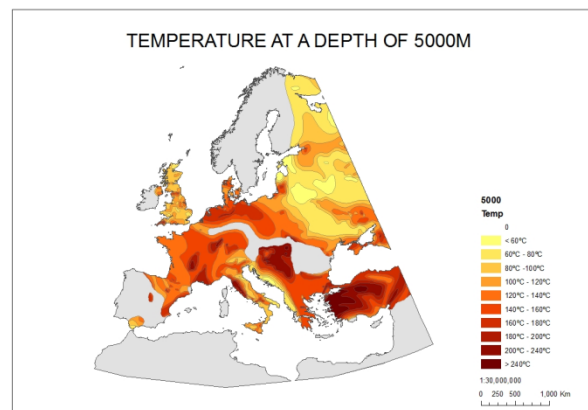 TEMPERATURE AT A DEPTH OF 5000M
5000
Temp
0
< 60ºC
60ºC - 80ºC
80ºC -100ºC
100ºC - 120ºC
120ºC - 140ºC
140ºC - 160ºC
160ºC - 180ºC
180ºC - 200ºC
200ºC - 240ºC
> 240ºC
1:30,000,000
0 250 500 1,000 Km